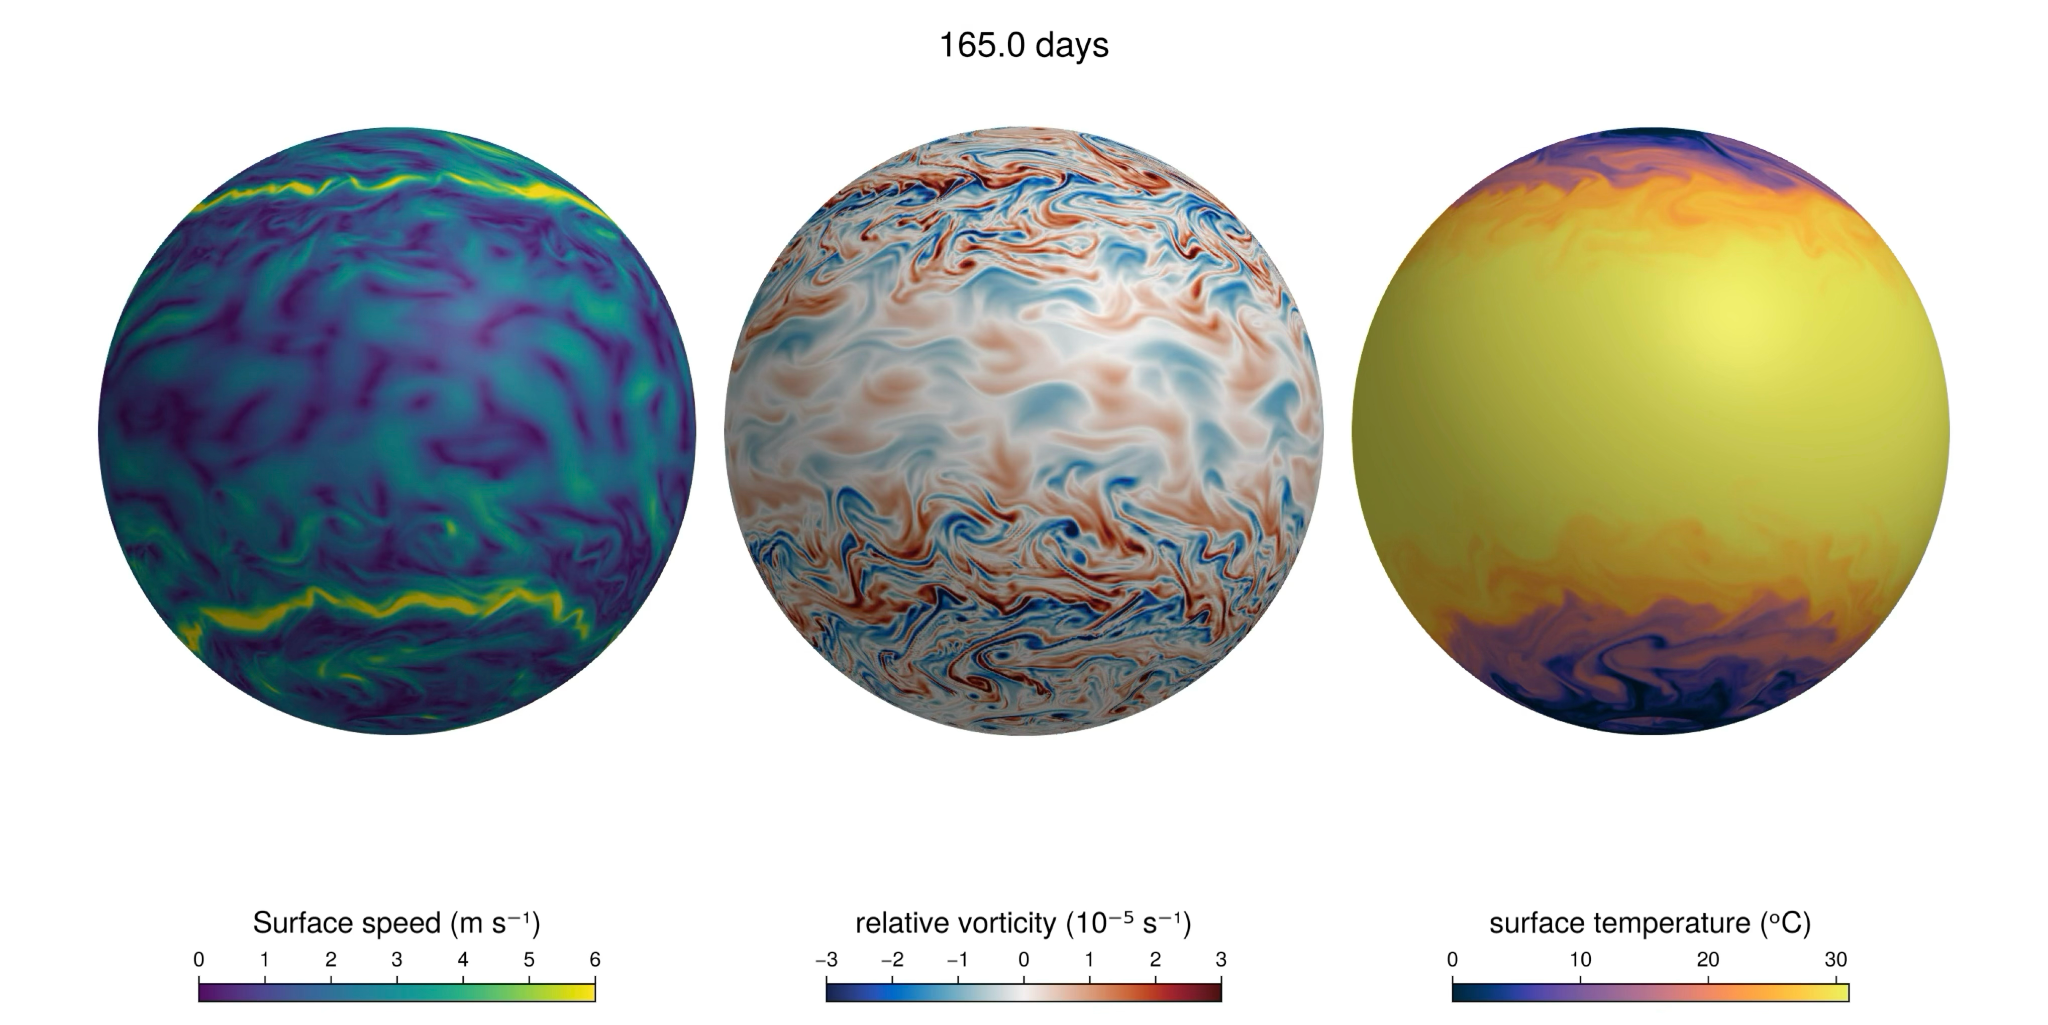 165.0 days
Surface speed (m s⁻¹)
0 1 2 3 4 5 6
relative vorticity (10⁻⁵ s⁻¹)
−3 −2 −1 0 1 2 3
surface temperature (ᵒC)
0 10 20 30